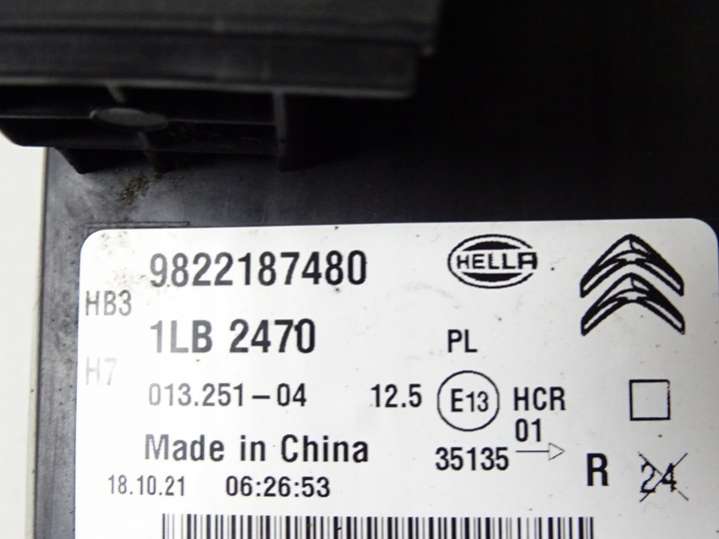 9822187480 HELLA
HB3
1LB 2470 PL
H7
013.251-04 12.5 E13 HCR
01
Made in China 35135 R 24
18.10.21 06:26:53